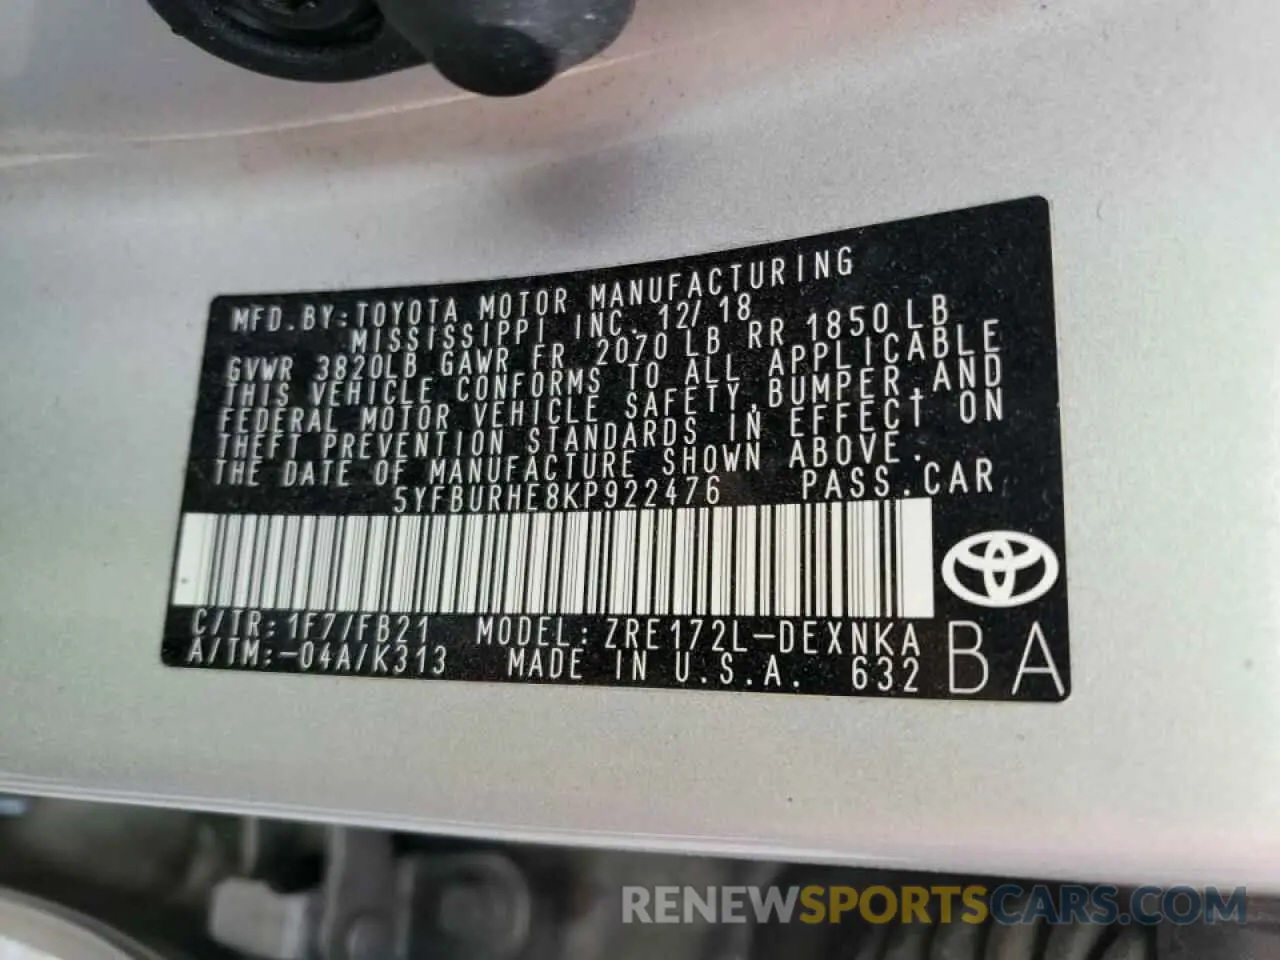 MFD.BY:TOYOTA MOTOR MANUFACTURING
MISSISSIPPI INC. 12/18
GVWR 3820LB GAWR FR 2070 LB RR 1850 LB
THIS VEHICLE CONFORMS TO ALL APPLICABLE
FEDERAL MOTOR VEHICLE SAFETY,BUMPER,AND
THEFT PREVENTION STANDARDS IN EFFECT ON
THE DATE OF MANUFACTURE SHOWN ABOVE.
5YFBURHE8KP922476 PASS.CAR
C/TR:1F7/FB21 MODEL:ZRE172L-DEXNKA
A/TM:-04A/K313 MADE IN U.S.A. 632 BA
RENEWSPORTSCARS.COM